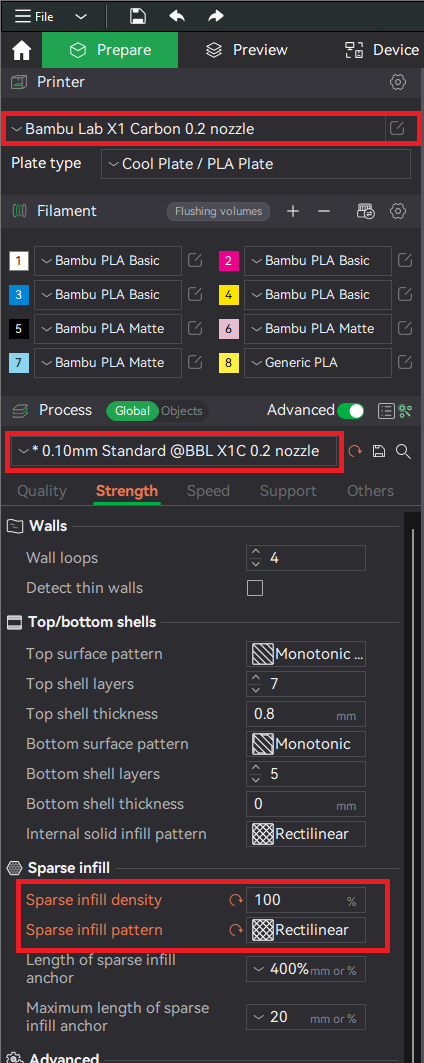 File
Prepare
Preview
Device
Printer
Bambu Lab X1 Carbon 0.2 nozzle
Plate type
Cool Plate / PLA Plate
Filament
Flushing volumes
1 Bambu PLA Basic
2 Bambu PLA Basic
3 Bambu PLA Basic
4 Bambu PLA Basic
5 Bambu PLA Matte
6 Bambu PLA Matte
7 Bambu PLA Matte
8 Generic PLA
Process Global Objects Advanced
* 0.10mm Standard @BBL X1C 0.2 nozzle
Quality Strength Speed Support Others
Walls
Wall loops 4
Detect thin walls
Top/bottom shells
Top surface pattern Monotonic ...
Top shell layers 7
Top shell thickness 0.8 mm
Bottom surface pattern Monotonic
Bottom shell layers 5
Bottom shell thickness 0 mm
Internal solid infill pattern Rectilinear
Sparse infill
Sparse infill density 100 %
Sparse infill pattern Rectilinear
Length of sparse infill
anchor
400% mm or %
Maximum length of sparse
infill anchor
20 mm or %
Advanced